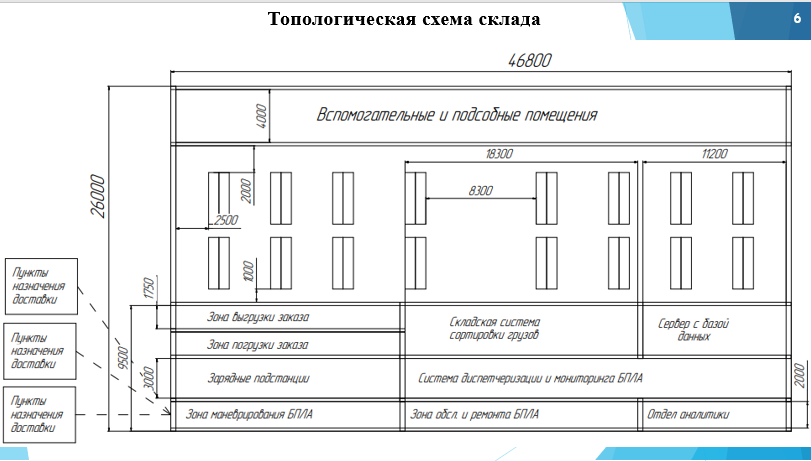 Топологическая схема склада
6
46800
4000
Вспомогательные и подсобные помещения
26000
18300
11200
2000
8300
2500
1000
1750
Пункты
назначения
доставки
Зона выгрузки заказа
Складская система
сортировки грузов
Сервер с базой
данных
Зона погрузки заказа
9500
Пункты
назначения
доставки
3000
Зарядные подстанции
Система диспетчеризации и мониторинга БПЛА
2000
Пункты
назначения
доставки
Зона маневрирования БПЛА
Зона обсл. и ремонта БПЛА
Отдел аналитики